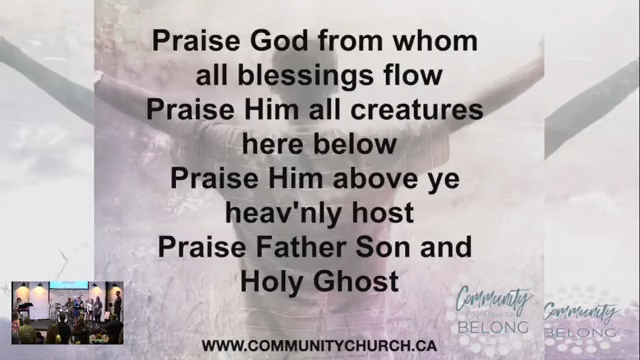 Praise God from whom
all blessings flow
Praise Him all creatures
here below
Praise Him above ye
heav'nly host
Praise Father Son and
Holy Ghost
Community
BELONG
Community
BELONG
WWW.COMMUNITYCHURCH.CA